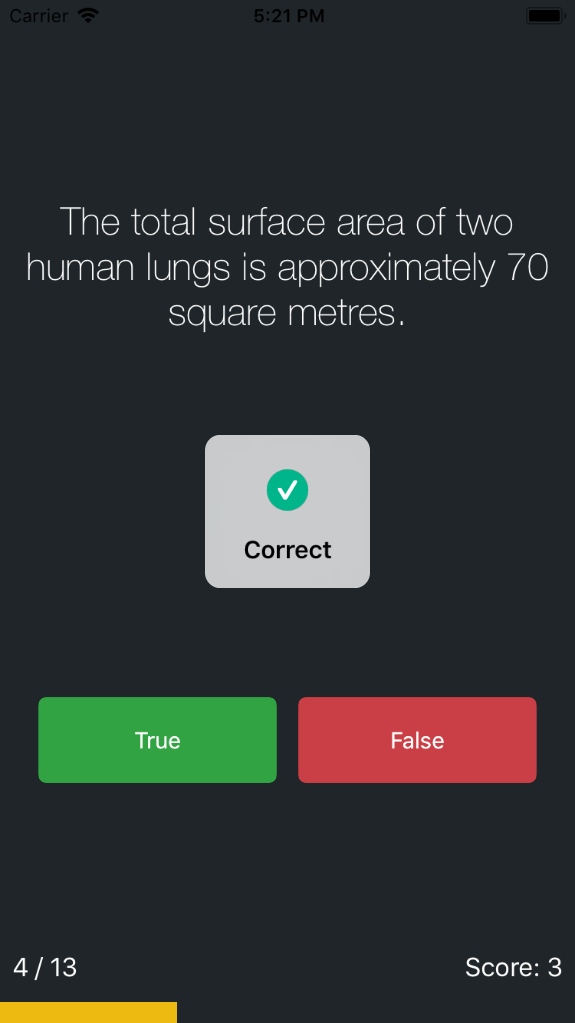 Carrier 5:21 PM
The total surface area of two
human lungs is approximately 70
square metres.
Correct
True False
4 / 13 Score: 3